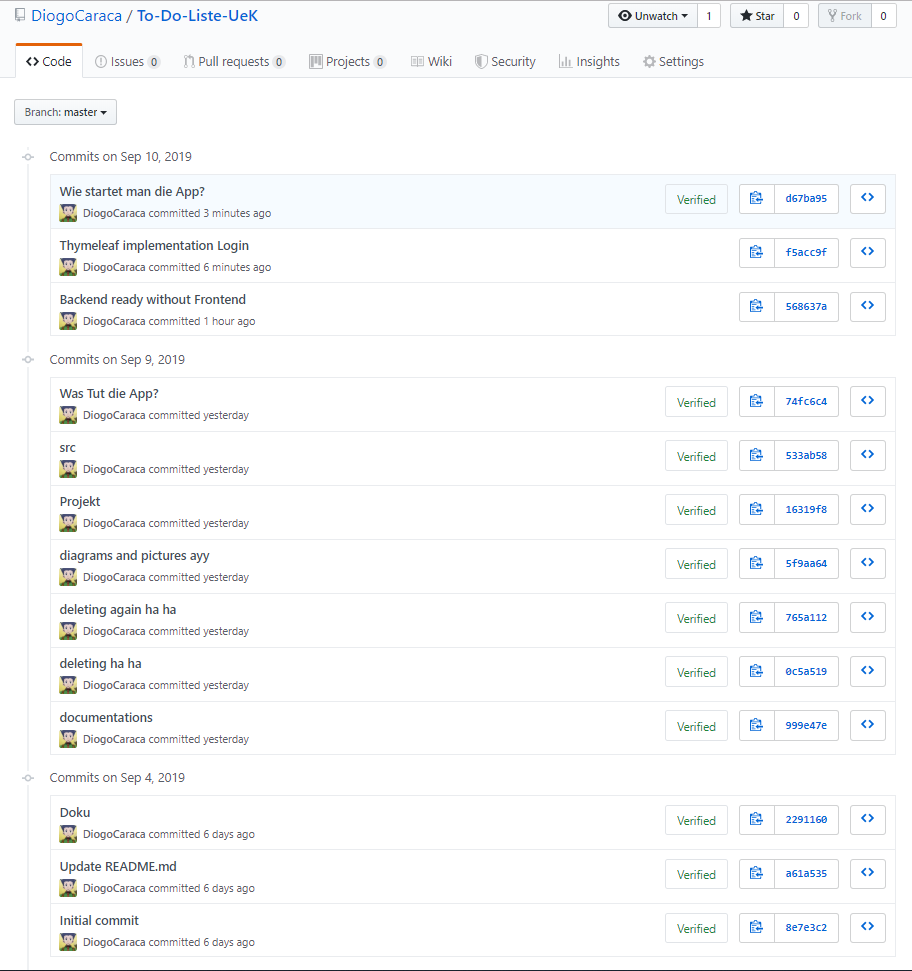 DiogoCaraca / To-Do-Liste-UeK
Unwatch 1 Star 0 Fork 0
Code Issues 0 Pull requests 0 Projects 0 Wiki Security Insights Settings
Branch: master
Commits on Sep 10, 2019
Wie startet man die App?
DiogoCaraca committed 3 minutes ago
Verified d67ba95
Thymeleaf implementation Login
DiogoCaraca committed 6 minutes ago
f5acc9f
Backend ready without Frontend
DiogoCaraca committed 1 hour ago
568637a
Commits on Sep 9, 2019
Was Tut die App?
DiogoCaraca committed yesterday
Verified 74fc6c4
src
DiogoCaraca committed yesterday
Verified 533ab58
Projekt
DiogoCaraca committed yesterday
Verified 16319f8
diagrams and pictures ayy
DiogoCaraca committed yesterday
Verified 5f9aa64
deleting again ha ha
DiogoCaraca committed yesterday
Verified 765a112
deleting ha ha
DiogoCaraca committed yesterday
Verified 0c5a519
documentations
DiogoCaraca committed yesterday
Verified 999e47e
Commits on Sep 4, 2019
Doku
DiogoCaraca committed 6 days ago
Verified 2291160
Update README.md
DiogoCaraca committed 6 days ago
Verified a61a535
Initial commit
DiogoCaraca committed 6 days ago
Verified 8e7e3c2